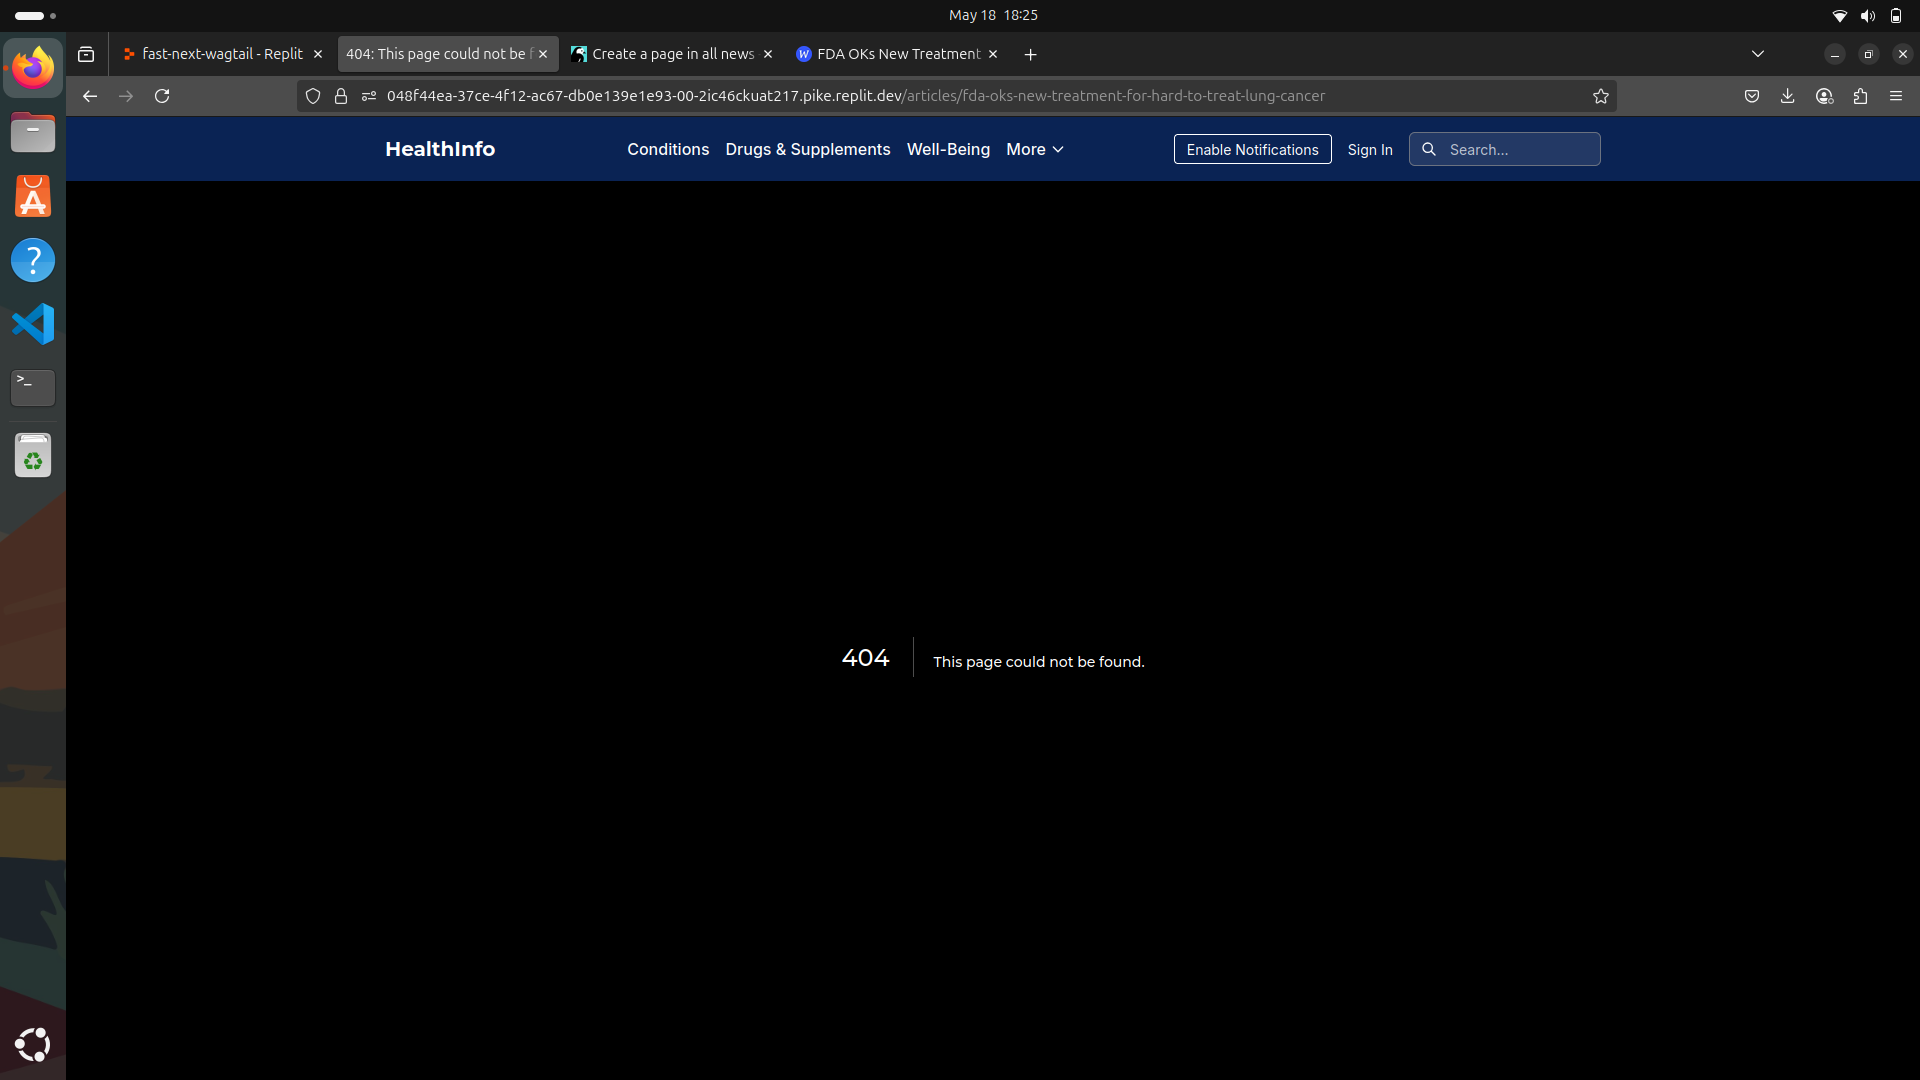 May 18 18:25
fast-next-wagtail - Replit
404: This page could not be f
Create a page in all news
FDA OKs New Treatment
048f44ea-37ce-4f12-ac67-db0e139e1e93-00-2ic46ckuat217.pike.replit.dev/articles/fda-oks-new-treatment-for-hard-to-treat-lung-cancer
HealthInfo
Conditions
Drugs & Supplements
Well-Being
More
Enable Notifications
Sign In
Search...
404
This page could not be found.